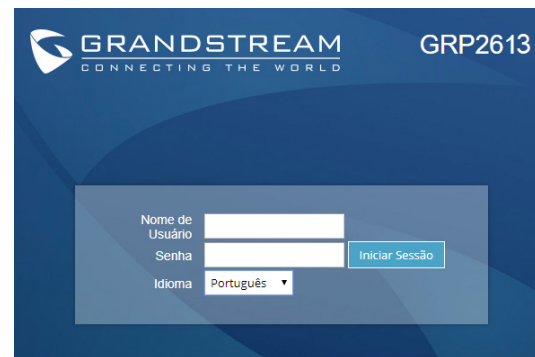 GRANDSTREAM
CONNECTING THE WORLD
GRP2613
Nome de
Usuário
Senha
Iniciar Sessão
Idioma
Português